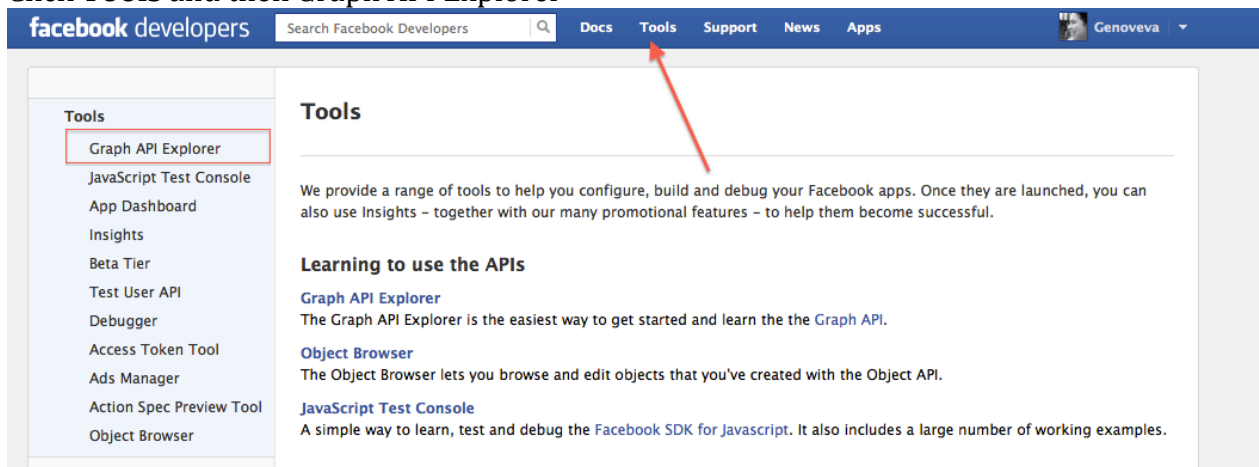 Click Tools and then Graph API Explorer
facebook developers Search Facebook Developers Docs Tools Support News Apps Genoveva
Tools
Graph API Explorer
JavaScript Test Console
App Dashboard
Insights
Beta Tier
Test User API
Debugger
Access Token Tool
Ads Manager
Action Spec Preview Tool
Object Browser
Tools
We provide a range of tools to help you configure, build and debug your Facebook apps. Once they are launched, you can
also use Insights – together with our many promotional features – to help them become successful.
Learning to use the APIs
Graph API Explorer
The Graph API Explorer is the easiest way to get started and learn the the Graph API.
Object Browser
The Object Browser lets you browse and edit objects that you've created with the Object API.
JavaScript Test Console
A simple way to learn, test and debug the Facebook SDK for Javascript. It also includes a large number of working examples.